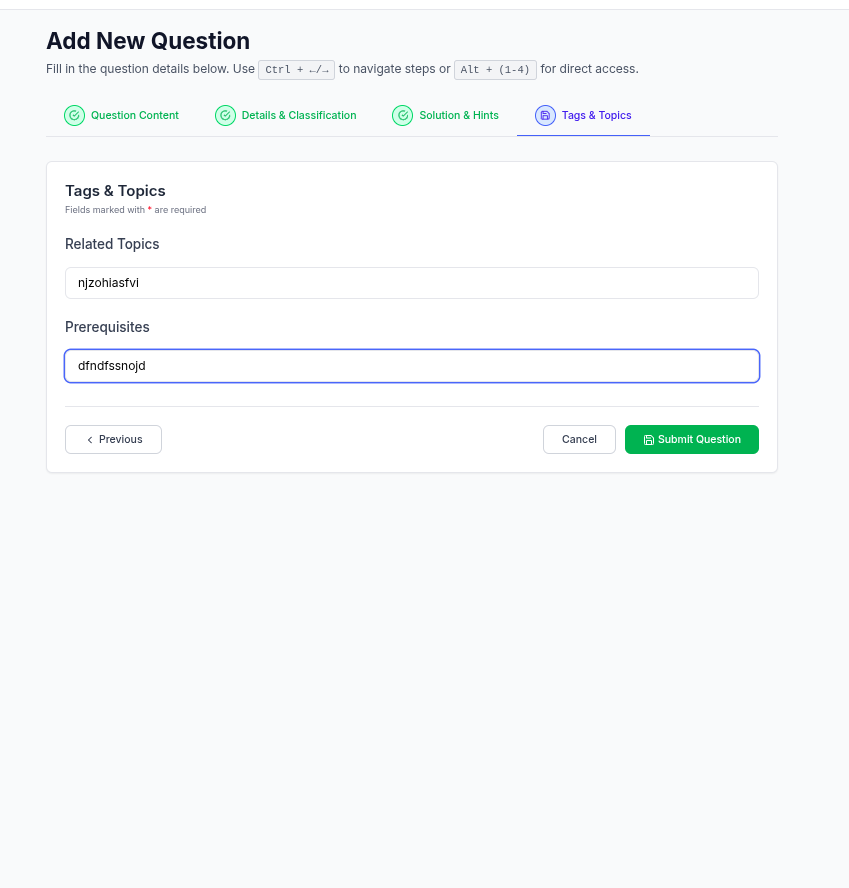 Add New Question
Fill in the question details below. Use Ctrl + ←/→ to navigate steps or Alt + (1-4) for direct access.
Question Content Details & Classification Solution & Hints Tags & Topics
Tags & Topics
Fields marked with * are required
Related Topics
njzohiasfvi
Prerequisites
dfndfssnojd
Previous Cancel Submit Question